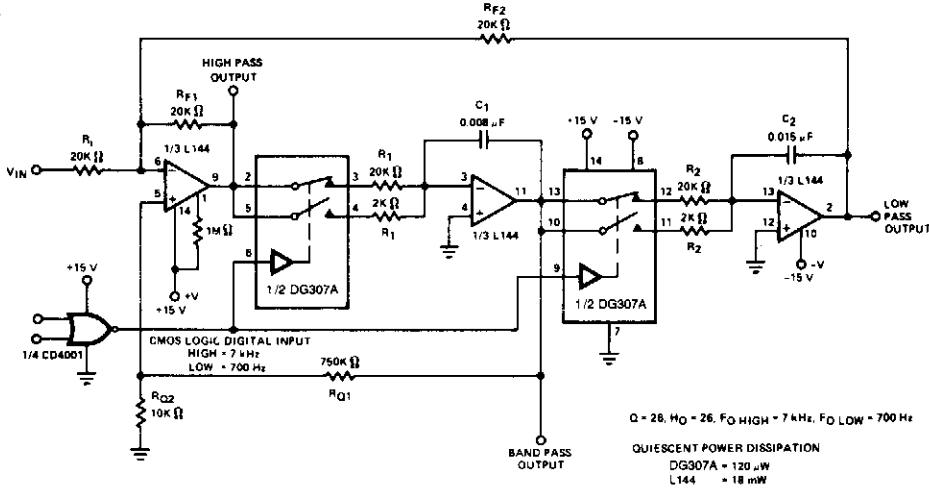 RF2
20K Ω
HIGH PASS
OUTPUT
RF1
20K Ω
R1
20K Ω
VIN
1/3 L144
6
5
9
1
14
1M Ω
+V
+15 V
2
3
5
4
6
1/2 DG307A
R1
20K Ω
2K Ω
R1
C1
0.008 µF
3
4
11
1/3 L144
+15 V
-15 V
14
8
13
12
10
11
9
1/2 DG307A
7
R2
20K Ω
2K Ω
R2
C2
0.015 µF
1/3 L144
13
12
2
10
-V
-15 V
LOW
PASS
OUTPUT
+15 V
1/4 CD4001
CMOS LOGIC DIGITAL INPUT
HIGH = 7 kHz
LOW = 700 Hz
750K Ω
RQ1
RQ2
10K Ω
BAND PASS
OUTPUT
Q = 28, HO = 26, FO HIGH = 7 kHz, FO LOW = 700 Hz
QUIESCENT POWER DISSIPATION
DG307A = 120 µW
L144 = 18 mW